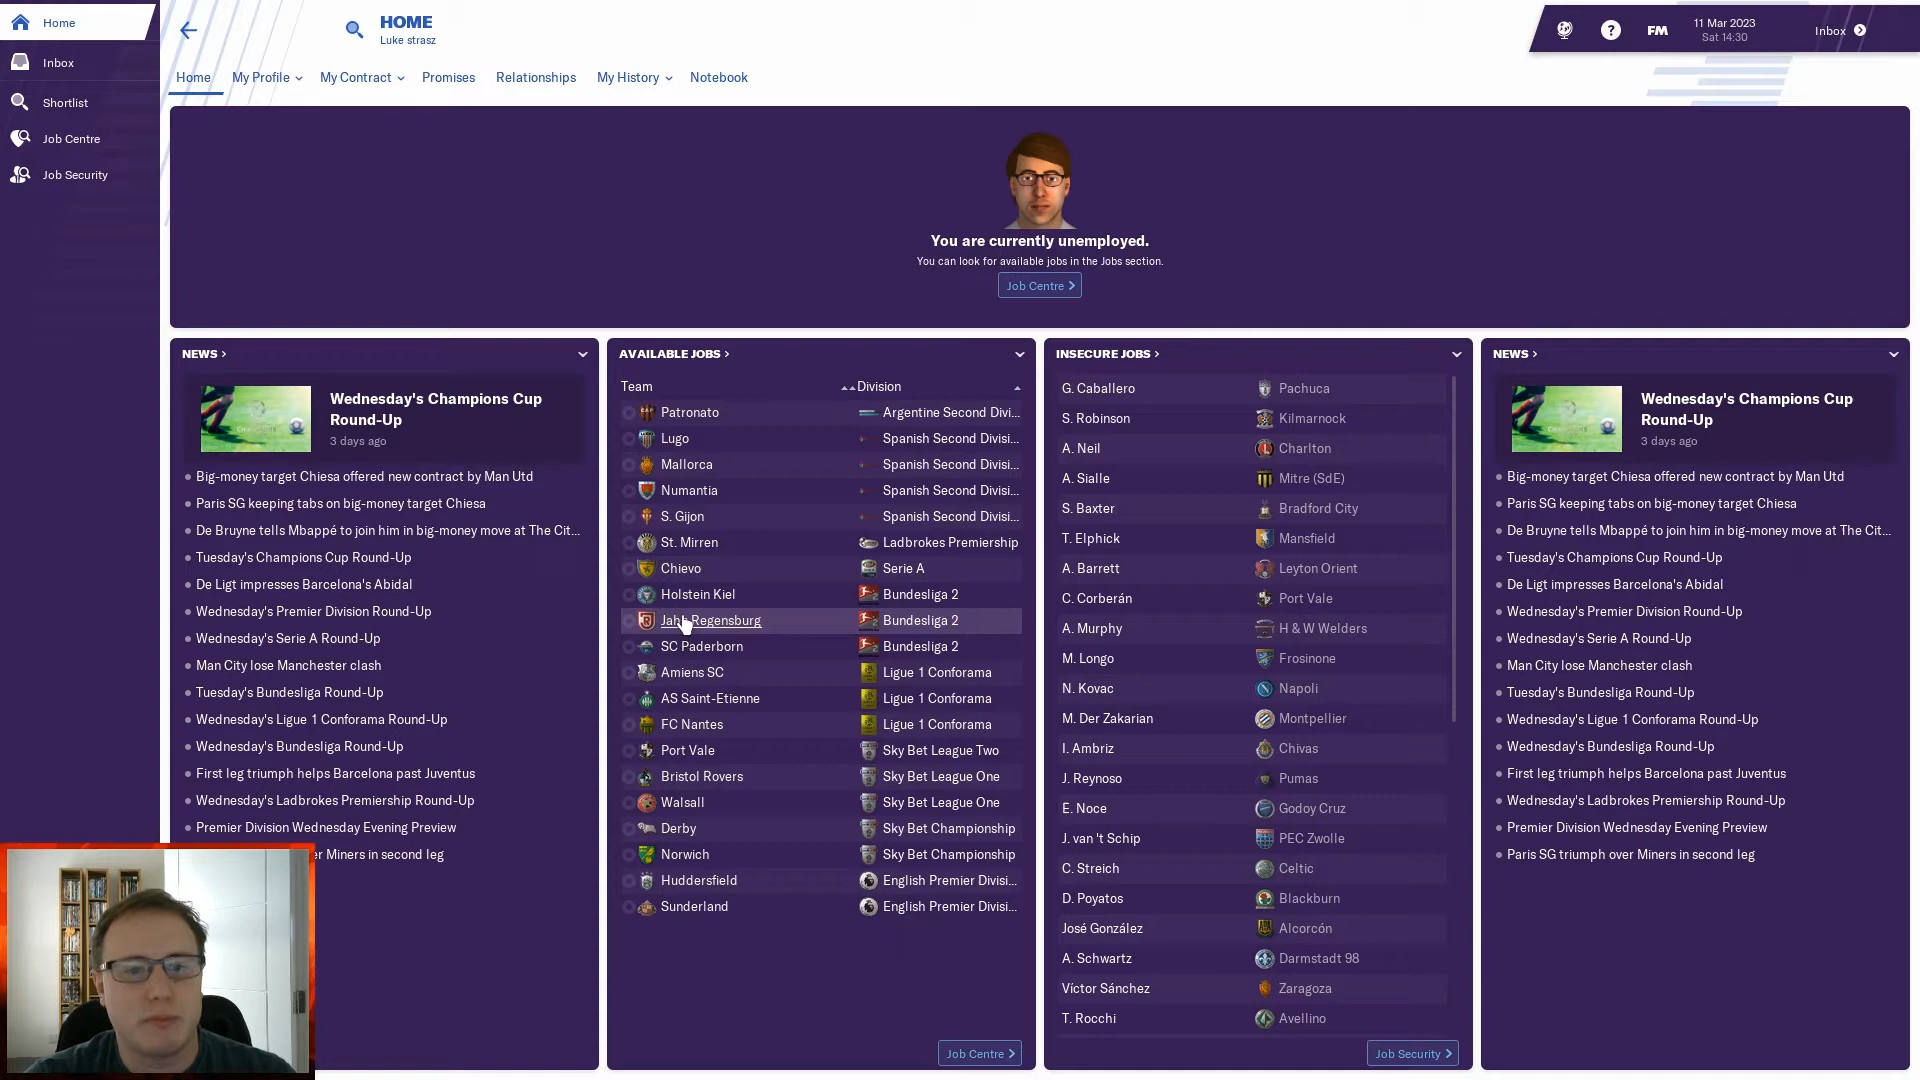 Home
Inbox
Shortlist
Job Centre
Job Security
HOME
Luke strasz
FM
11 Mar 2023
Sat 14:30
Inbox
Home
My Profile
My Contract
Promises
Relationships
My History
Notebook
You are currently unemployed.
You can look for available jobs in the Jobs section.
Job Centre
NEWS
Wednesday's Champions Cup
Round-Up
3 days ago
Big-money target Chiesa offered new contract by Man Utd
Paris SG keeping tabs on big-money target Chiesa
De Bruyne tells Mbappé to join him in big-money move at The Cit...
Tuesday's Champions Cup Round-Up
De Ligt impresses Barcelona's Abidal
Wednesday's Premier Division Round-Up
Wednesday's Serie A Round-Up
Man City lose Manchester clash
Tuesday's Bundesliga Round-Up
Wednesday's Ligue 1 Conforama Round-Up
Wednesday's Bundesliga Round-Up
First leg triumph helps Barcelona past Juventus
Wednesday's Ladbrokes Premiership Round-Up
Premier Division Wednesday Evening Preview
er Miners in second leg
AVAILABLE JOBS
Team Division
Patronato Argentine Second Divi...
Lugo Spanish Second Divisi...
Mallorca Spanish Second Divisi...
Numantia Spanish Second Divisi...
S. Gijon Spanish Second Divisi...
St. Mirren Ladbrokes Premiership
Chievo Serie A
Holstein Kiel Bundesliga 2
Jahn Regensburg Bundesliga 2
SC Paderborn Bundesliga 2
Amiens SC Ligue 1 Conforama
AS Saint-Etienne Ligue 1 Conforama
FC Nantes Ligue 1 Conforama
Port Vale Sky Bet League Two
Bristol Rovers Sky Bet League One
Walsall Sky Bet League One
Derby Sky Bet Championship
Norwich Sky Bet Championship
Huddersfield English Premier Divisi...
Sunderland English Premier Divisi...
Job Centre
INSECURE JOBS
G. Caballero Pachuca
S. Robinson Kilmarnock
A. Neil Charlton
A. Sialle Mitre (SdE)
S. Baxter Bradford City
T. Elphick Mansfield
A. Barrett Leyton Orient
C. Corberán Port Vale
A. Murphy H & W Welders
M. Longo Frosinone
N. Kovac Napoli
M. Der Zakarian Montpellier
I. Ambriz Chivas
J. Reynoso Pumas
E. Noce Godoy Cruz
J. van 't Schip PEC Zwolle
C. Streich Celtic
D. Poyatos Blackburn
José González Alcorcón
A. Schwartz Darmstadt 98
Víctor Sánchez Zaragoza
T. Rocchi Avellino
Job Security
NEWS
Wednesday's Champions Cup
Round-Up
3 days ago
Big-money target Chiesa offered new contract by Man Utd
Paris SG keeping tabs on big-money target Chiesa
De Bruyne tells Mbappé to join him in big-money move at The Cit...
Tuesday's Champions Cup Round-Up
De Ligt impresses Barcelona's Abidal
Wednesday's Premier Division Round-Up
Wednesday's Serie A Round-Up
Man City lose Manchester clash
Tuesday's Bundesliga Round-Up
Wednesday's Ligue 1 Conforama Round-Up
Wednesday's Bundesliga Round-Up
First leg triumph helps Barcelona past Juventus
Wednesday's Ladbrokes Premiership Round-Up
Premier Division Wednesday Evening Preview
Paris SG triumph over Miners in second leg